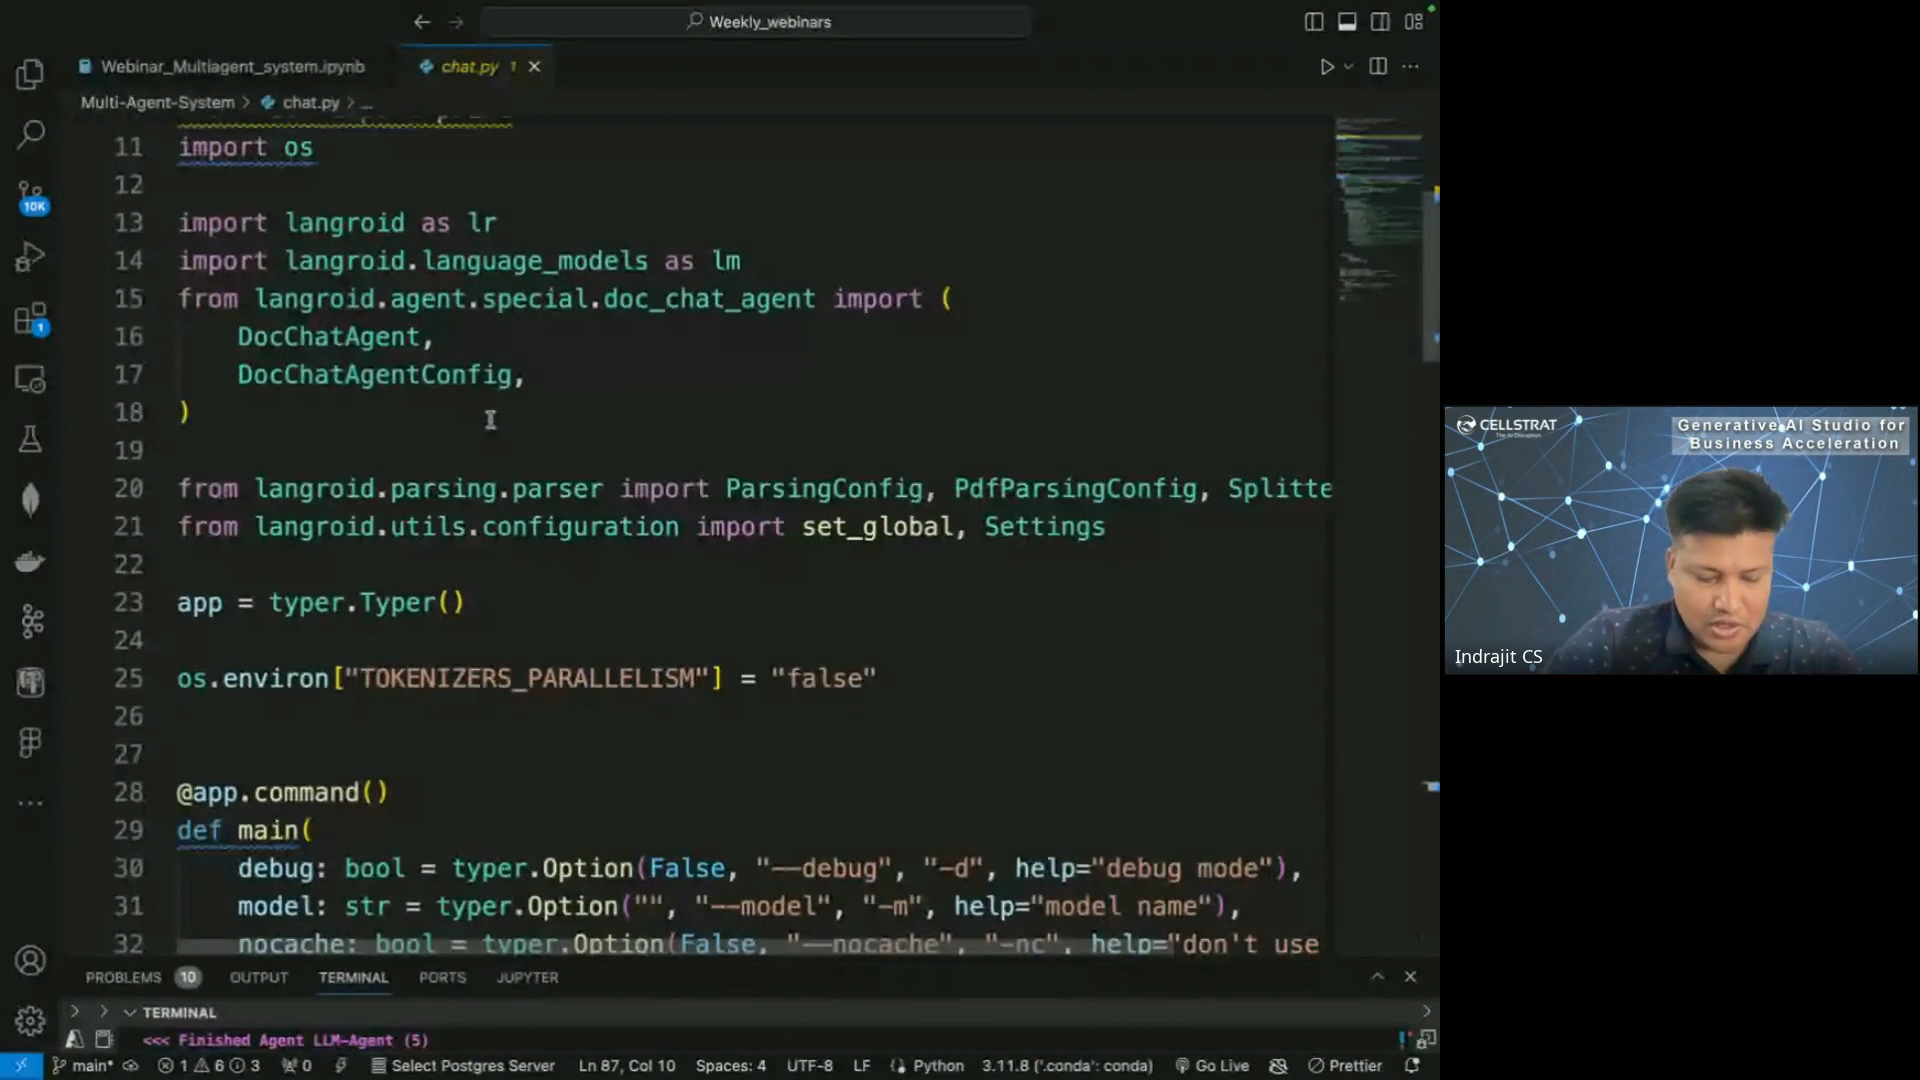 Weekly_webinars
Webinar_Multiagent_system.ipynb
chat.py 1
Multi-Agent-System > chat.py > ...
11 import os
12
13 import langroid as lr
14 import langroid.language_models as lm
15 from langroid.agent.special.doc_chat_agent import (
16 DocChatAgent,
17 DocChatAgentConfig,
18 )
19
20 from langroid.parsing.parser import ParsingConfig, PdfParsingConfig, Splitte
21 from langroid.utils.configuration import set_global, Settings
22
23 app = typer.Typer()
24
25 os.environ["TOKENIZERS_PARALLELISM"] = "false"
26
27
28 @app.command()
29 def main(
30 debug: bool = typer.Option(False, "--debug", "-d", help="debug mode"),
31 model: str = typer.Option("", "--model", "-m", help="model name"),
32 nocache: bool = typer.Option(False, "--nocache", "-nc", help="don't use
10K
1
PROBLEMS 10 OUTPUT TERMINAL PORTS JUPYTER
TERMINAL
<<< Finished Agent LLM-Agent (5)
main* 1 6 3 0 Select Postgres Server Ln 87, Col 10 Spaces: 4 UTF-8 LF Python 3.11.8 ('.conda': conda) Go Live Prettier
CELLSTRAT
The AI Disruption
Generative AI Studio for
Business Acceleration
Indrajit CS